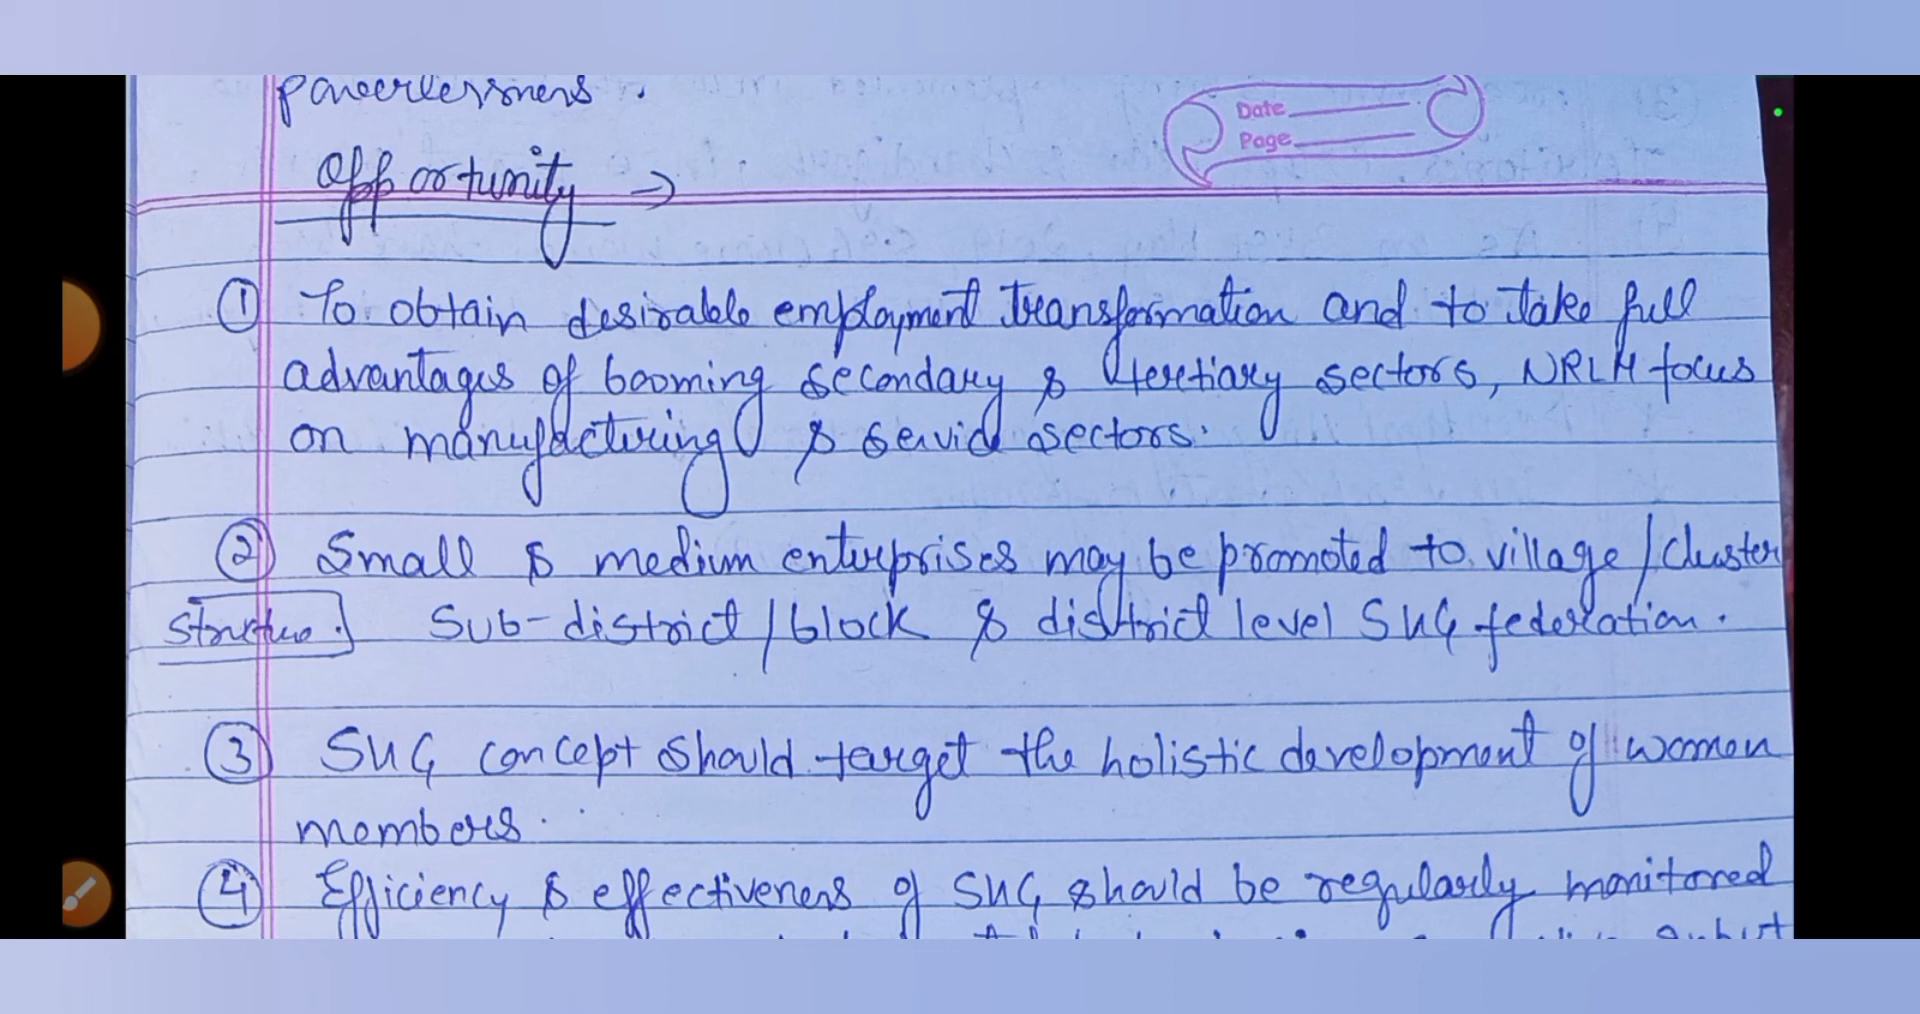 powerlessness.
Date
Page
Opportunity →
① To obtain desirable employment transformation and to take full
advantages of booming secondary & tertiary sectors, NRLM focus
on manufacturing & service sectors.
② Small & medium enterprises may be promoted to village/cluster
Structure. Sub-district/block & district level SHG federation.
③ SHG concept should target the holistic development of women
members.
④ Efficiency & effectiveness of SHG should be regularly monitored